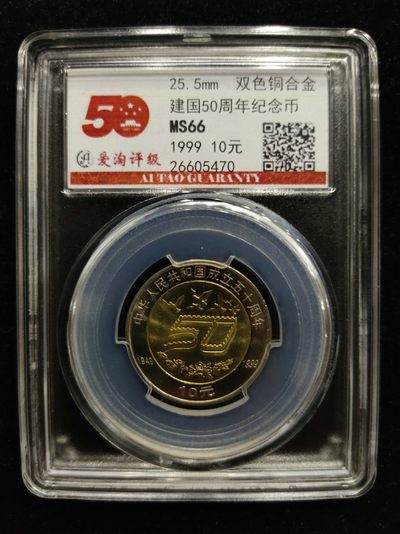 25.5mm 双色铜合金
建国50周年纪念币
MS66
1999 10元
26605470
50
爱淘评级
AI TAO GUARANTY
中华人民共和国成立五十周年
50
1949 1999
10元